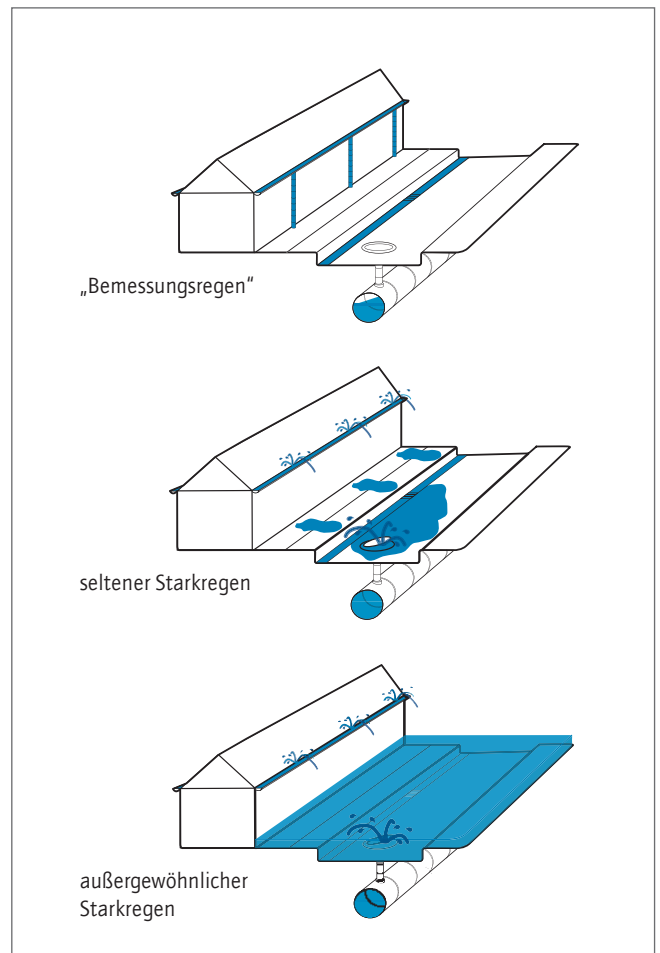 „Bemessungsregen“
seltener Starkregen
außergewöhnlicher
Starkregen